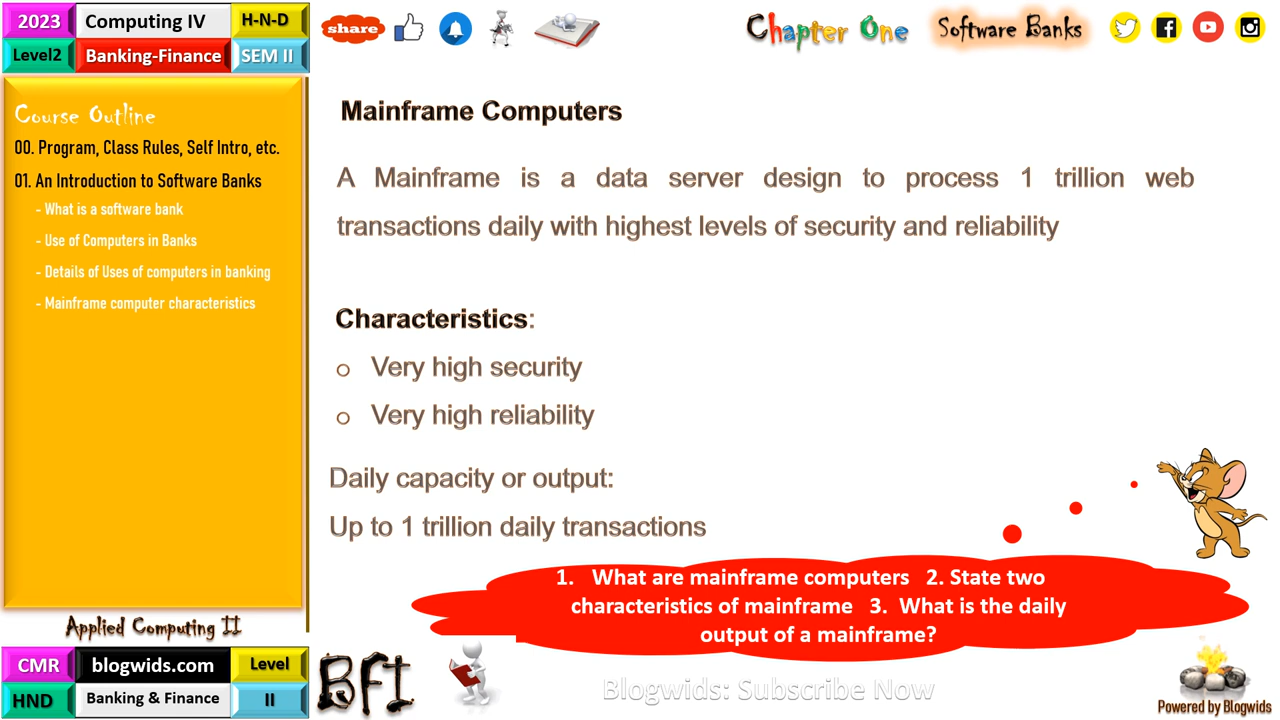 2023 Computing IV H-N-D
Level2 Banking-Finance SEM II
share
Chapter One
Software Banks
Course Outline
00. Program, Class Rules, Self Intro, etc.
01. An Introduction to Software Banks
- What is a software bank
- Use of Computers in Banks
- Details of Uses of computers in banking
- Mainframe computer characteristics
Applied Computing II
CMR blogwids.com Level
HND Banking & Finance II
Mainframe Computers
A Mainframe is a data server design to process 1 trillion web
transactions daily with highest levels of security and reliability
Characteristics:
o Very high security
o Very high reliability
Daily capacity or output:
Up to 1 trillion daily transactions
1. What are mainframe computers 2. State two
characteristics of mainframe 3. What is the daily
output of a mainframe?
BFI
Blogwids: Subscribe Now
Powered by Blogwids